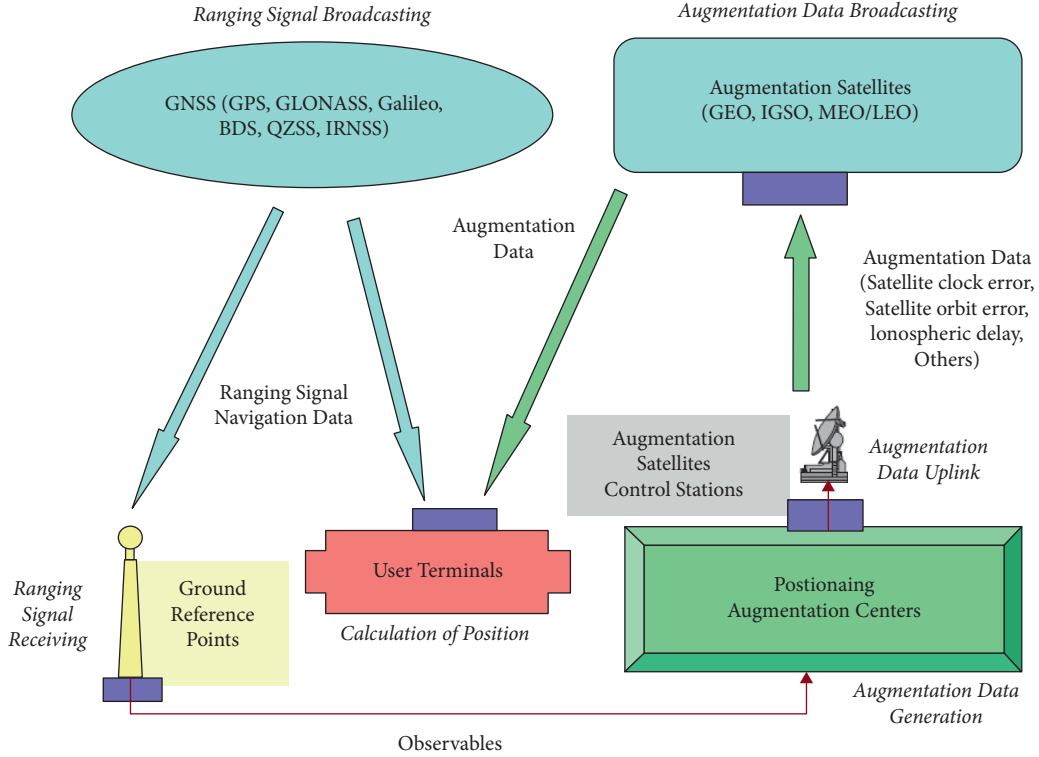 Ranging Signal Broadcasting
Augmentation Data Broadcasting
GNSS (GPS, GLONASS, Galileo,
BDS, QZSS, IRNSS)
Augmentation Satellites
(GEO, IGSO, MEO/LEO)
Augmentation
Data
Augmentation Data
(Satellite clock error,
Satellite orbit error,
lonospheric delay,
Others)
Ranging Signal
Navigation Data
Augmentation
Satellites
Control Stations
Augmentation
Data Uplink
Ranging
Signal
Receiving
Ground
Reference
Points
User Terminals
Calculation of Position
Postionaing
Augmentation Centers
Augmentation Data
Generation
Observables